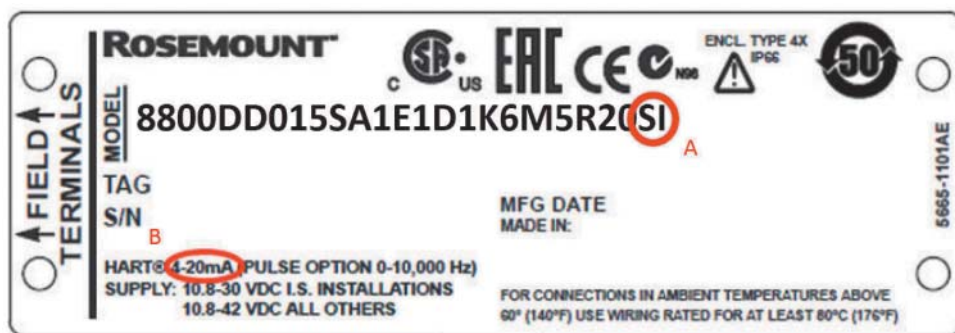 ROSEMOUNT™
C SA US EAC CE N96
ENCL. TYPE 4X
IP66
50
MODEL 8800DD015SA1E1D1K6M5R20SI
A
TAG
S/N
B
MFG DATE
MADE IN:
HART® 4-20mA (PULSE OPTION 0-10,000 Hz)
SUPPLY: 10.8-30 VDC I.S. INSTALLATIONS
10.8-42 VDC ALL OTHERS
FOR CONNECTIONS IN AMBIENT TEMPERATURES ABOVE
60° (140°F) USE WIRING RATED FOR AT LEAST 80°C (176°F)
FIELD
TERMINALS
5665-1101AE